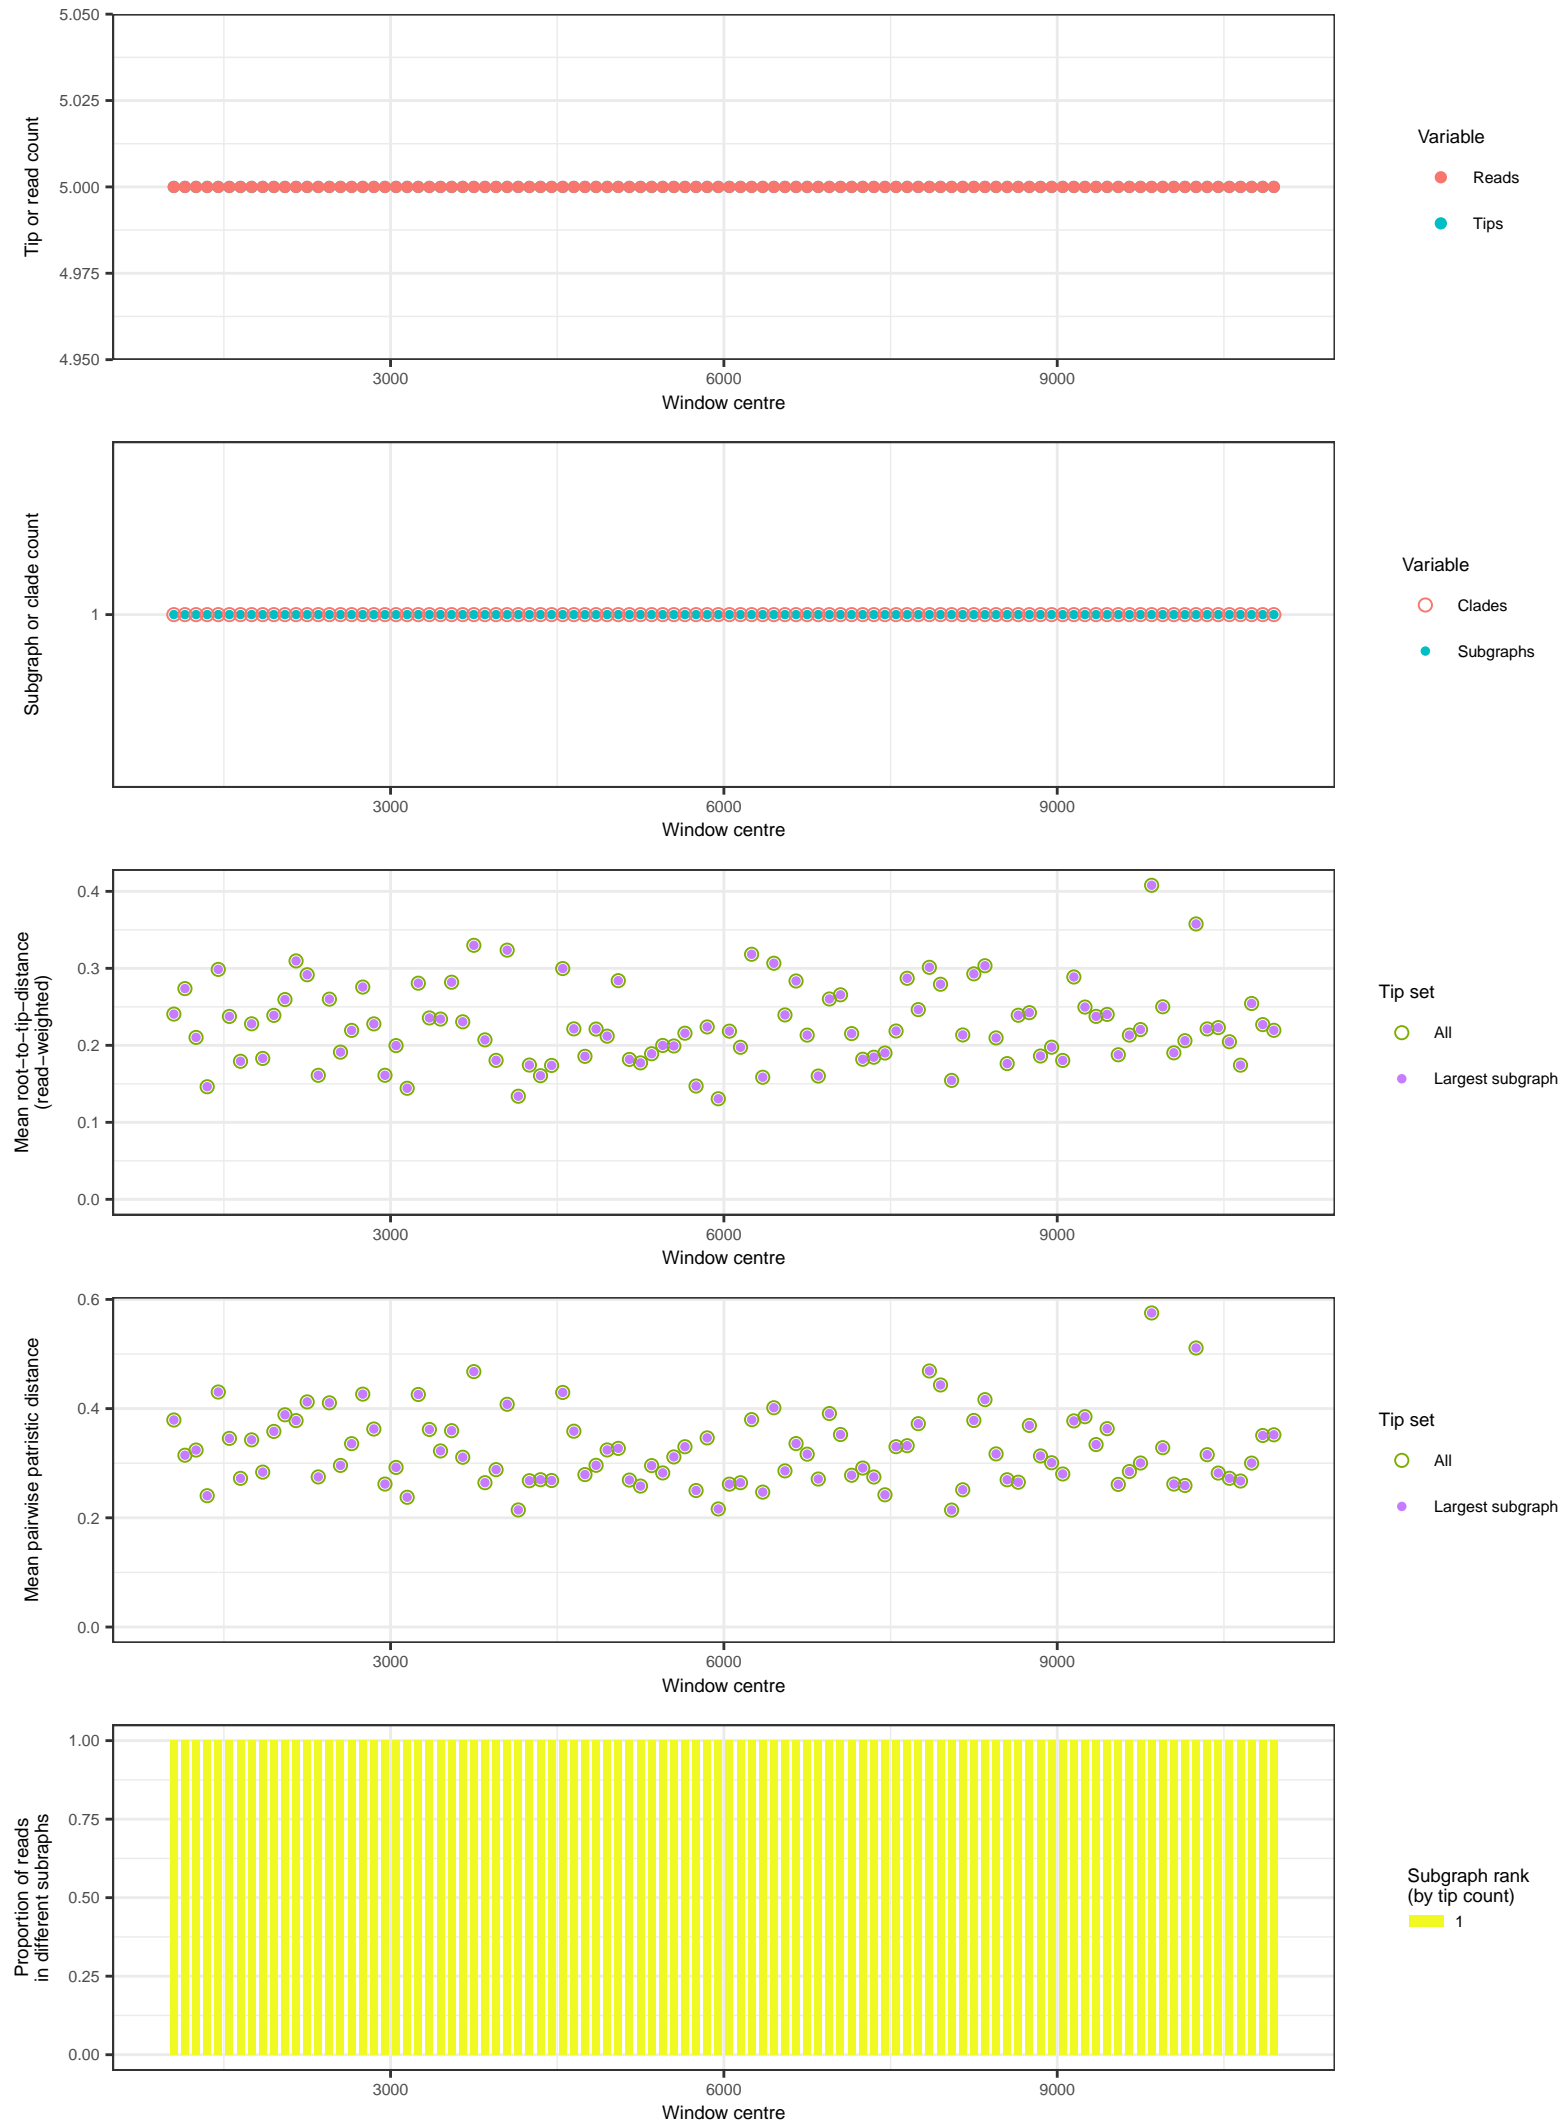 5.050
5.025
5.000
4.975
4.950
Tip or read count
3000 6000 9000
Window centre
Variable
Reads
Tips
1
Subgraph or clade count
3000 6000 9000
Window centre
Variable
Clades
Subgraphs
0.4
0.3
0.2
0.1
0.0
Mean root−to−tip−distance
(read−weighted)
3000 6000 9000
Window centre
Tip set
All
Largest subgraph
0.6
0.4
0.2
0.0
Mean pairwise patristic distance
3000 6000 9000
Window centre
Tip set
All
Largest subgraph
1.00
0.75
0.50
0.25
0.00
Proportion of reads
in different subraphs
3000 6000 9000
Window centre
Subgraph rank
(by tip count)
1